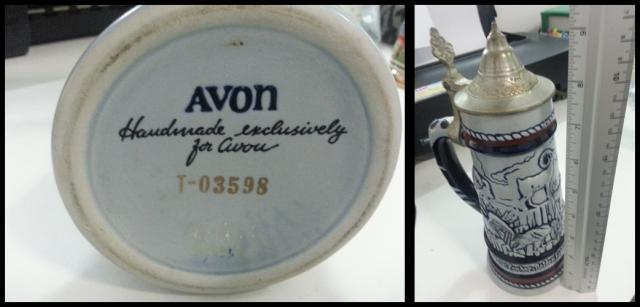 AVON
Handmade exclusively
for Avon
T-03598